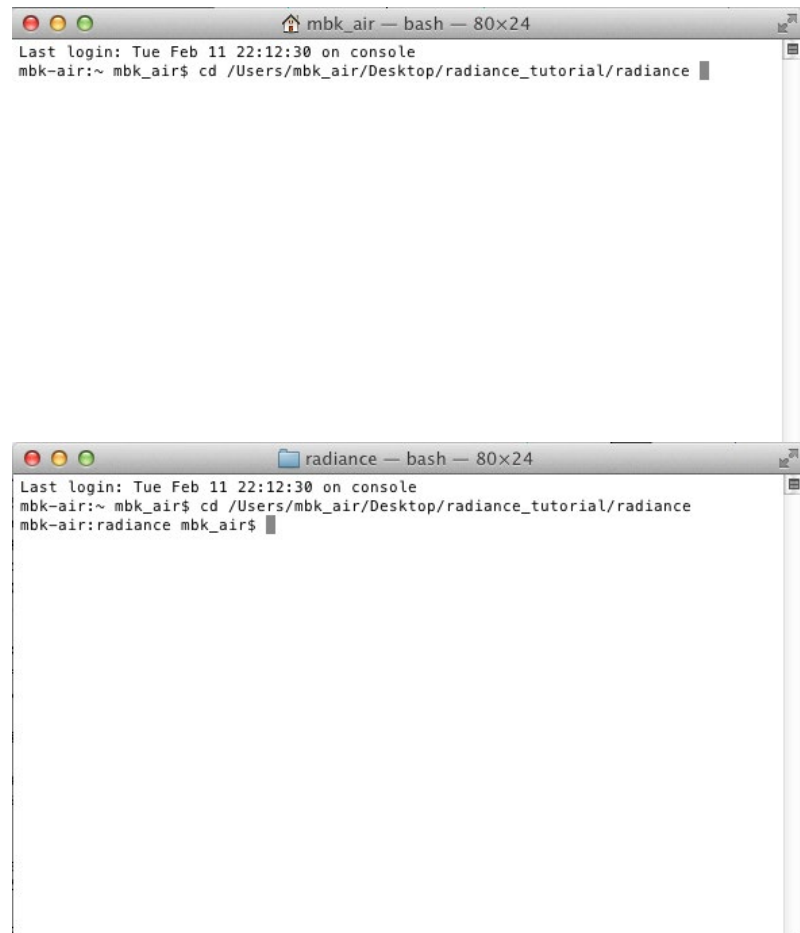 mbk_air — bash — 80×24
Last login: Tue Feb 11 22:12:30 on console
mbk-air:~ mbk_air$ cd /Users/mbk_air/Desktop/radiance_tutorial/radiance
radiance — bash — 80×24
Last login: Tue Feb 11 22:12:30 on console
mbk-air:~ mbk_air$ cd /Users/mbk_air/Desktop/radiance_tutorial/radiance
mbk-air:radiance mbk_air$